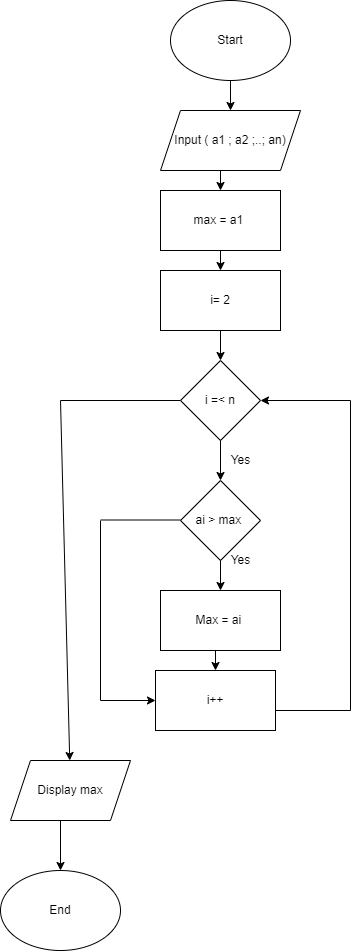 Start
Input ( a1 ; a2 ;..; an)
max = a1
i= 2
i =< n
Yes
ai > max
Yes
Max = ai
i++
Display max
End